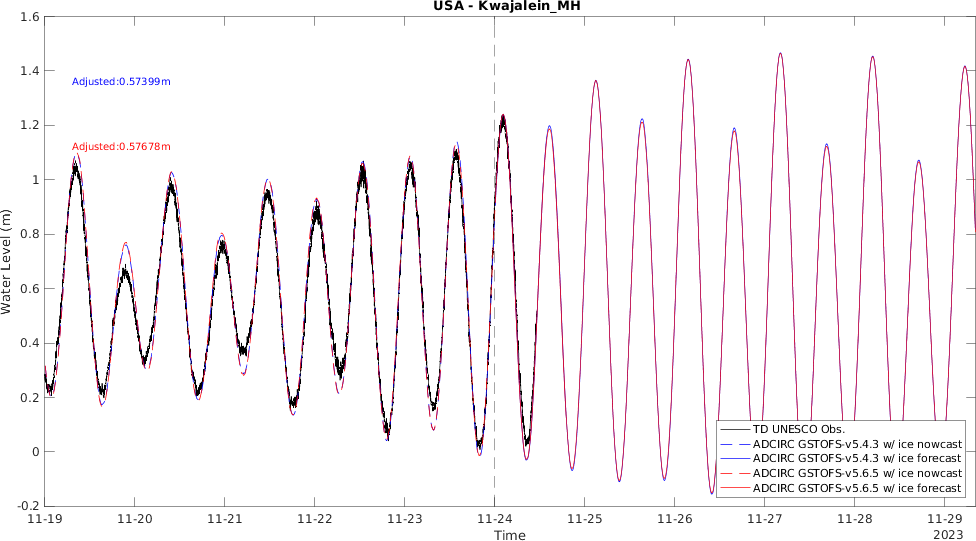 USA - Kwajalein_MH
1.6
1.4
1.2
1
0.8
0.6
0.4
0.2
0
-0.2
Water Level (m)
Adjusted:0.57399m
Adjusted:0.57678m
TD UNESCO Obs.
ADCIRC GSTOFS-v5.4.3 w/ ice nowcast
ADCIRC GSTOFS-v5.4.3 w/ ice forecast
ADCIRC GSTOFS-v5.6.5 w/ ice nowcast
ADCIRC GSTOFS-v5.6.5 w/ ice forecast
11-19 11-20 11-21 11-22 11-23 11-24 11-25 11-26 11-27 11-28 11-29
Time
2023